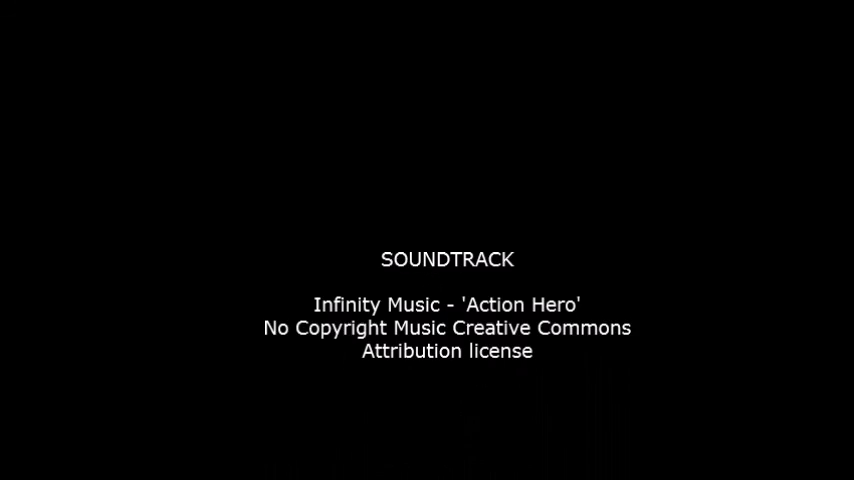 SOUNDTRACK
Infinity Music - 'Action Hero'
No Copyright Music Creative Commons
Attribution license